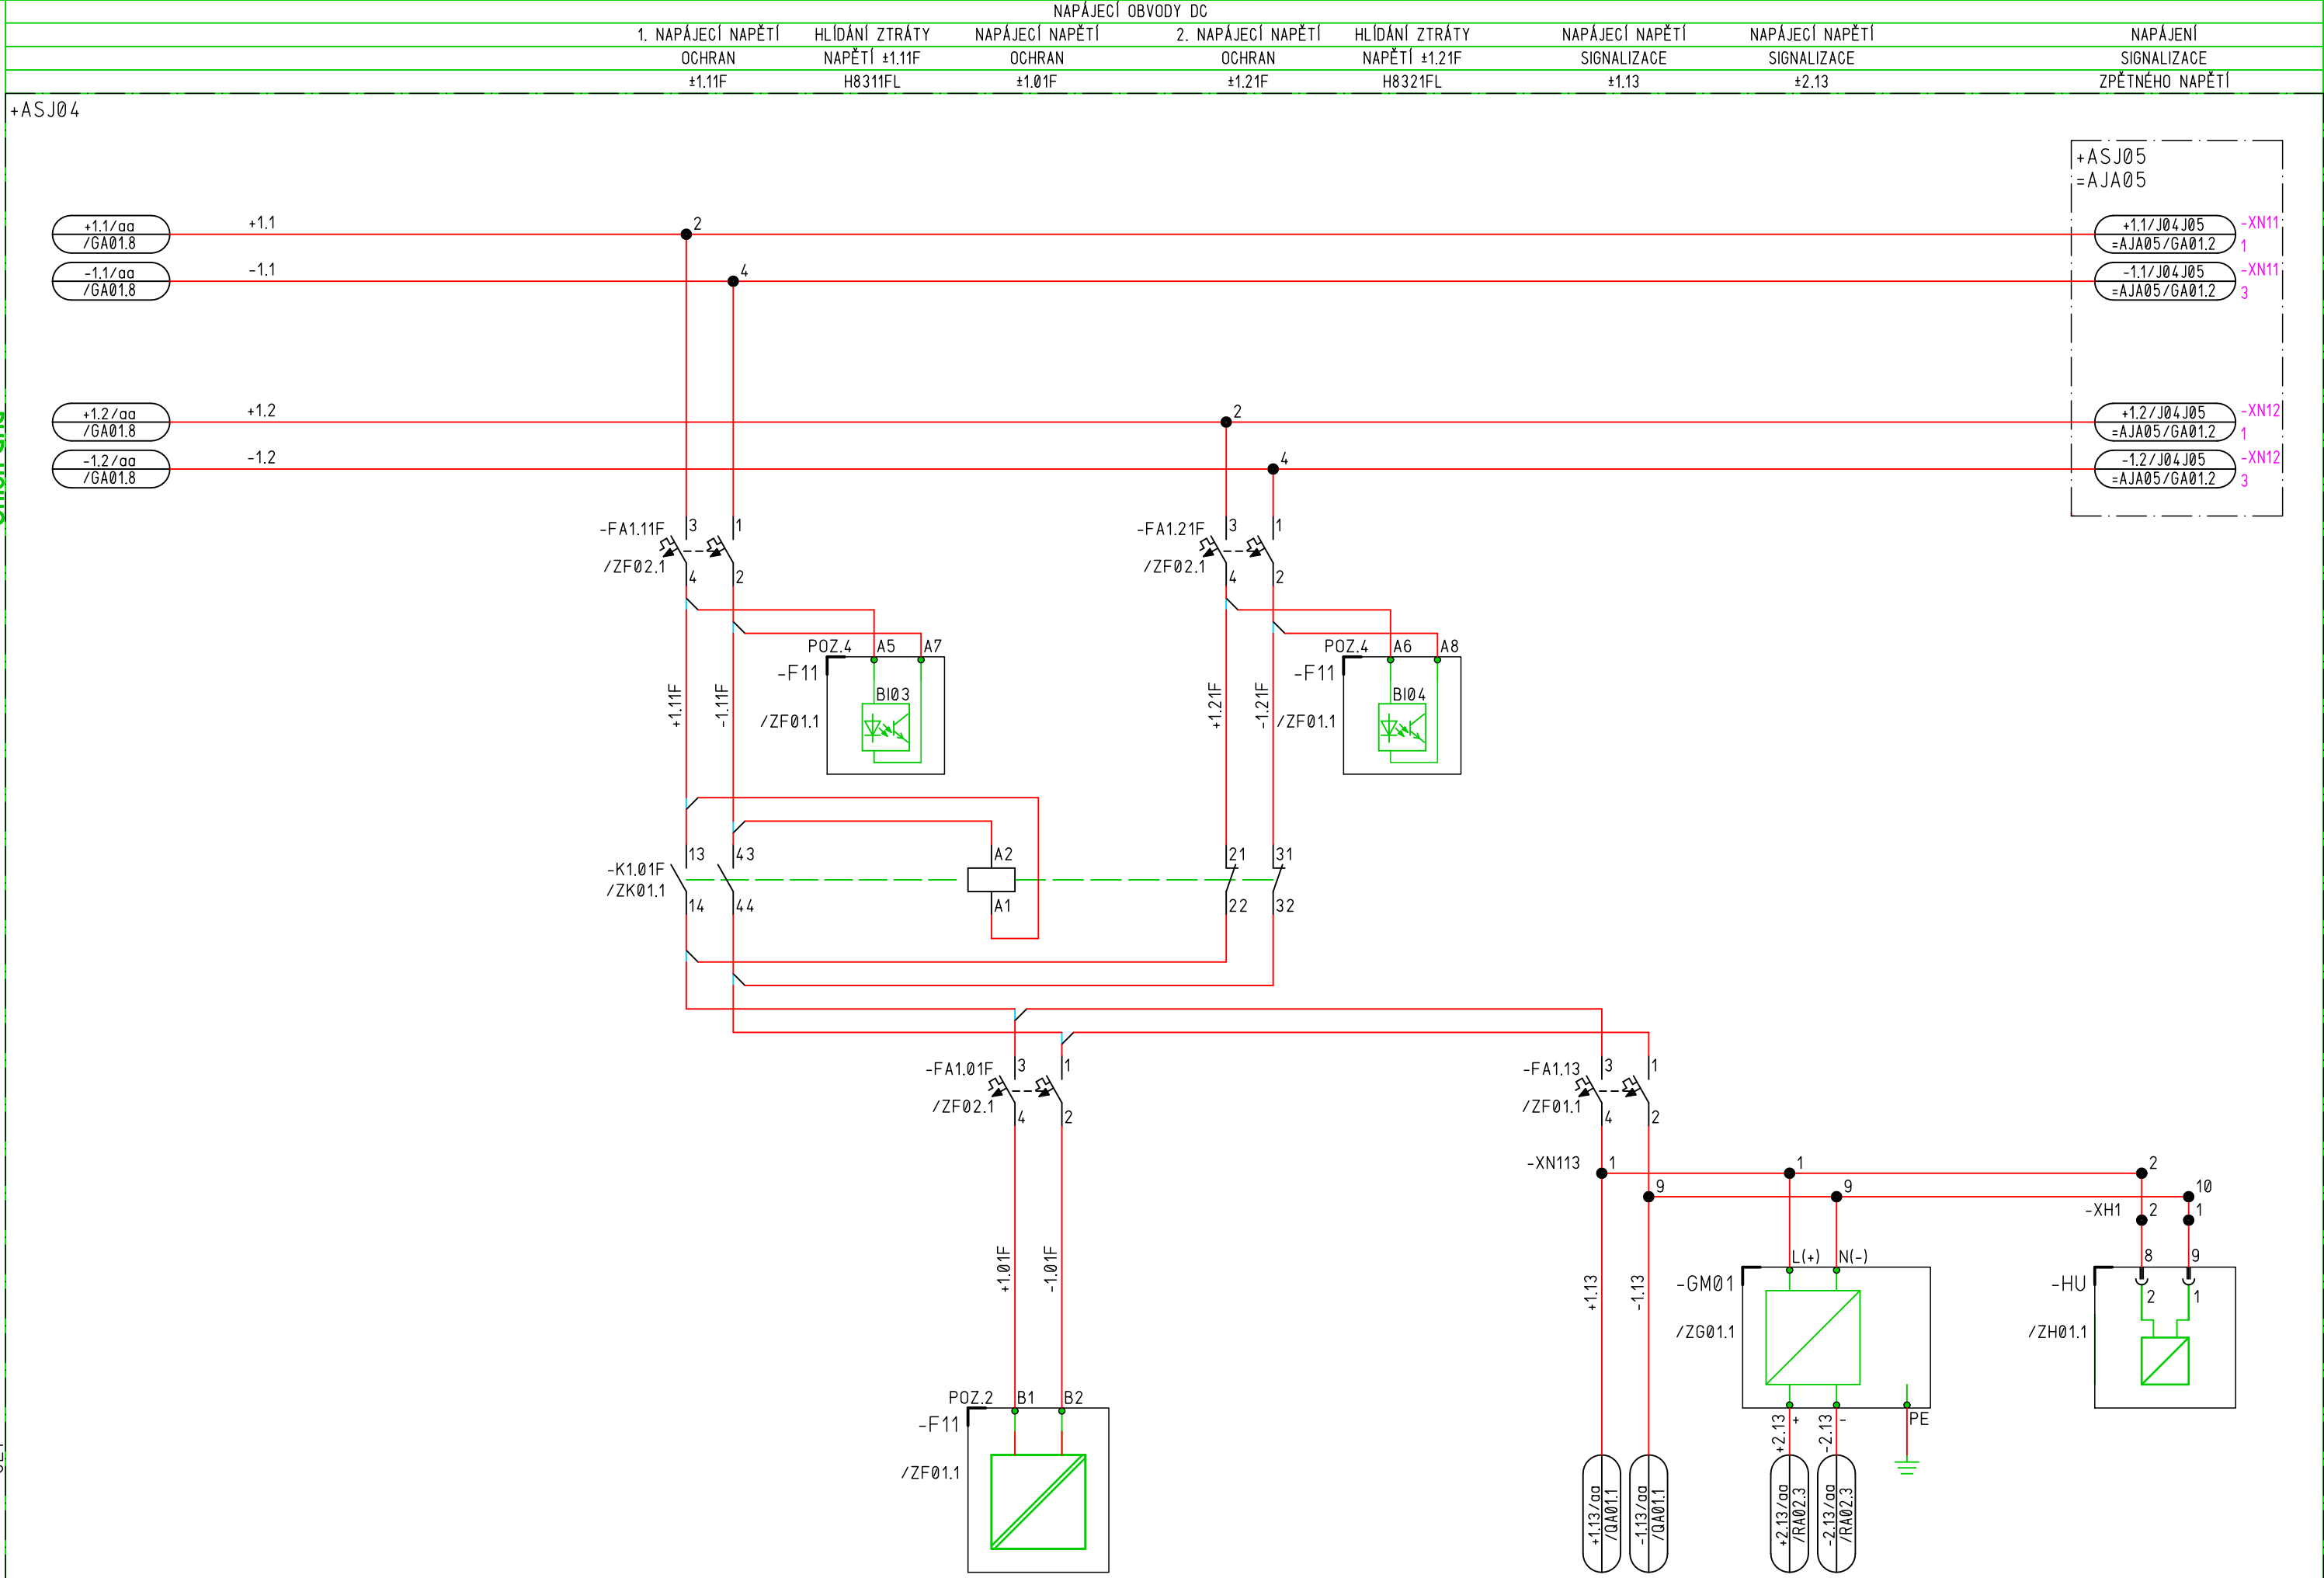 NAPÁJECÍ OBVODY DC
1. NAPÁJECÍ NAPĚTÍ HLÍDÁNÍ ZTRÁTY NAPÁJECÍ NAPĚTÍ 2. NAPÁJECÍ NAPĚTÍ HLÍDÁNÍ ZTRÁTY NAPÁJECÍ NAPĚTÍ NAPÁJECÍ NAPĚTÍ NAPÁJENÍ
OCHRAN NAPĚTÍ ±1.11F OCHRAN OCHRAN NAPĚTÍ ±1.21F SIGNALIZACE SIGNALIZACE SIGNALIZACE
±1.11F H8311FL ±1.01F ±1.21F H8321FL ±1.13 ±2.13 ZPĚTNÉHO NAPĚTÍ
+ASJ04
+ASJ05
=AJA05
+1.1/aa +1.1 2 +1.1/J04J05 -XN11
/GA01.8 =AJA05/GA01.2 1
-1.1/aa -1.1 4 -1.1/J04J05 -XN11
/GA01.8 =AJA05/GA01.2 3
+1.2/aa +1.2 2 +1.2/J04J05 -XN12
/GA01.8 =AJA05/GA01.2 1
-1.2/aa -1.2 4 -1.2/J04J05 -XN12
/GA01.8 =AJA05/GA01.2 3
-FA1.11F 3 1 -FA1.21F 3 1
/ZF02.1 4 2 /ZF02.1 4 2
POZ.4 A5 A7 POZ.4 A6 A8
-F11 -F11
BI03 BI04
+1.11F -1.11F /ZF01.1 +1.21F -1.21F /ZF01.1
13 43 A2 21 31
-K1.01F
/ZK01.1
14 44 A1 22 32
-FA1.01F 3 1 -FA1.13 3 1
/ZF02.1 4 2 /ZF01.1 4 2
-XN113 1 1 2
9 9 10
-XH1 2 1
+1.01F -1.01F +1.13 -1.13 L(+) N(-) 8 9
-GM01 -HU
2 1
/ZG01.1 /ZH01.1
POZ.2 B1 B2
-F11
+2.13 + -2.13 - PE
/ZF01.1
+1.13/aa
/QA01.1
-1.13/aa
/QA01.1
+2.13/aa
/RA02.3
-2.13/aa
/RA02.3